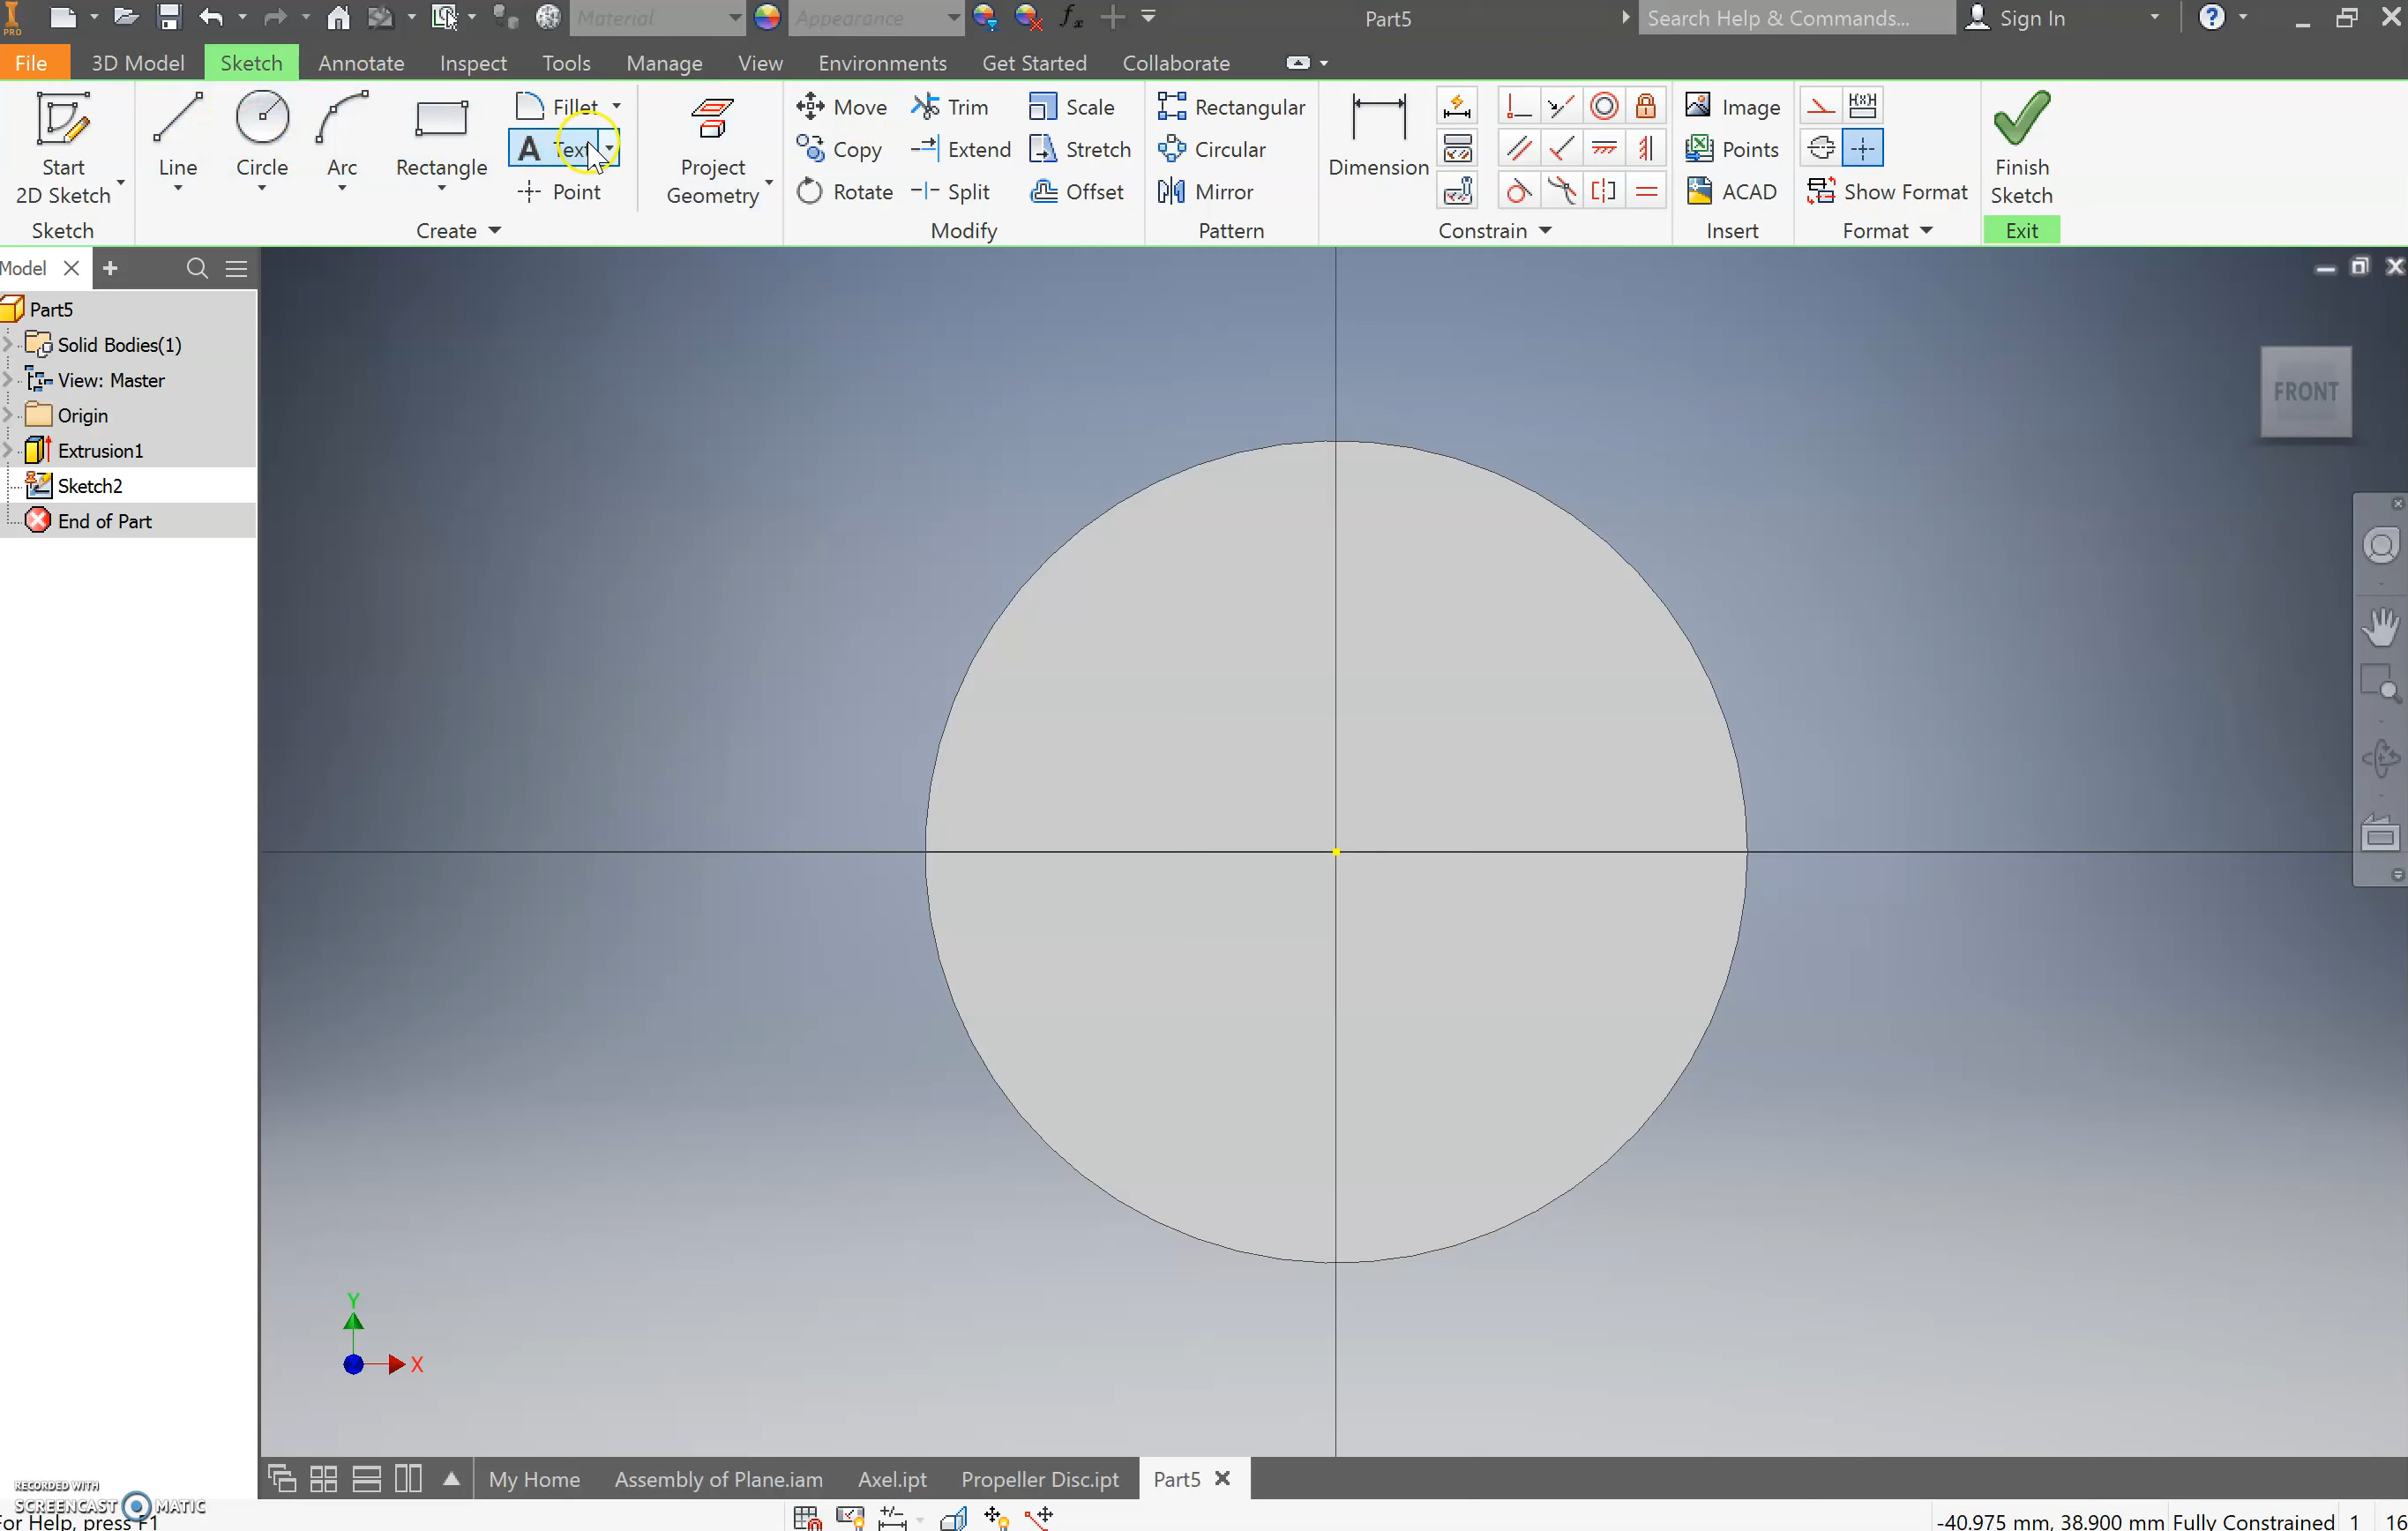 PRO
Material
Appearance
fx
Part5
Search Help & Commands...
Sign In
File
3D Model
Sketch
Annotate
Inspect
Tools
Manage
View
Environments
Get Started
Collaborate
Start
2D Sketch
Line
Circle
Arc
Rectangle
Fillet
Text
Point
Project
Geometry
Move
Copy
Rotate
Trim
Extend
Split
Scale
Stretch
Offset
Rectangular
Circular
Mirror
Dimension
Image
Points
ACAD
Show Format
Finish
Sketch
Sketch
Create
Modify
Pattern
Constrain
Insert
Format
Exit
Model
Part5
Solid Bodies(1)
View: Master
Origin
Extrusion1
Sketch2
End of Part
FRONT
Y
X
My Home
Assembly of Plane.iam
Axel.ipt
Propeller Disc.ipt
Part5
RECORDED WITH
SCREENCAST MATIC
or Help, press F1
-40.975 mm, 38.900 mm Fully Constrained 1 16